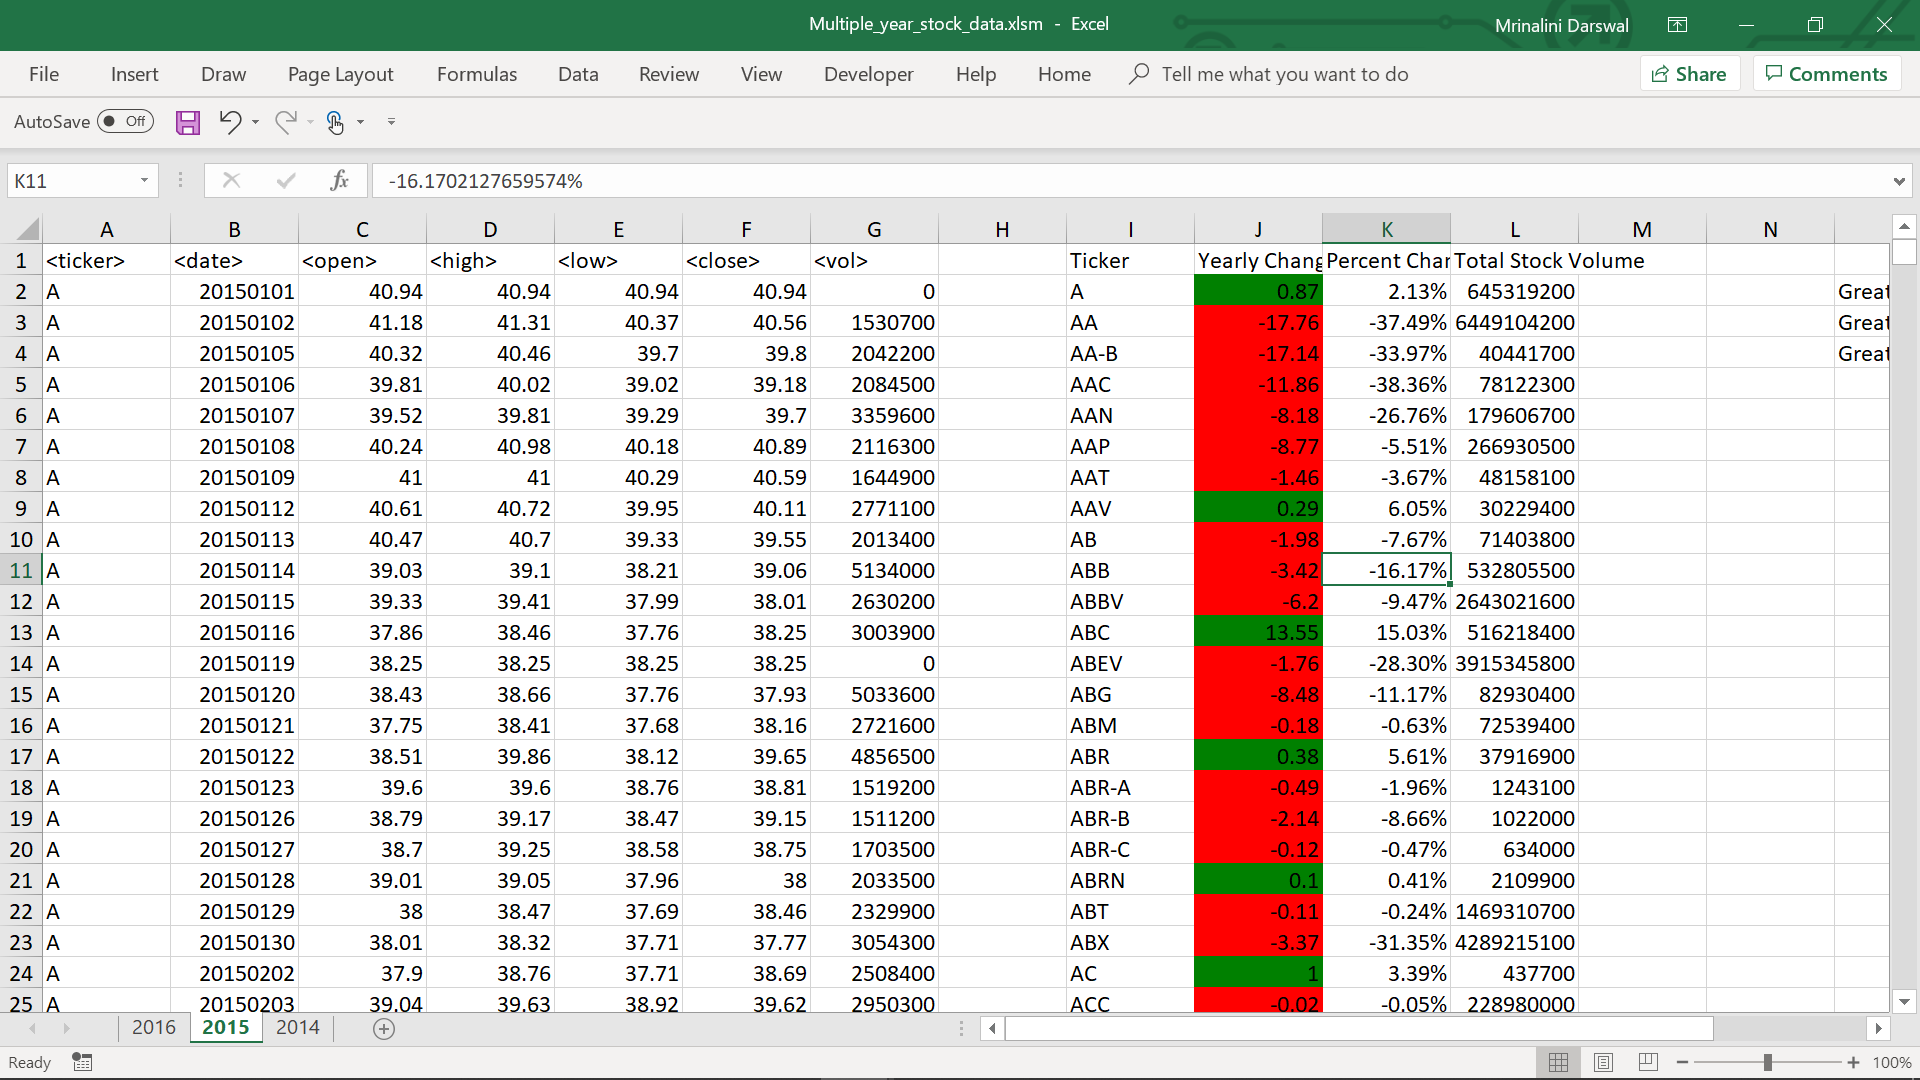 Multiple_year_stock_data.xlsm - Excel
Mrinalini Darswal
File Insert Draw Page Layout Formulas Data Review View Developer Help Home Tell me what you want to do Share Comments
AutoSave Off
K11 fx -16.1702127659574%
A B C D E F G H I J K L M N
1 <ticker> <date> <open> <high> <low> <close> <vol> Ticker Yearly Chang Percent Char Total Stock Volume
2 A 20150101 40.94 40.94 40.94 40.94 0 A 0.87 2.13% 645319200 Great
3 A 20150102 41.18 41.31 40.37 40.56 1530700 AA -17.76 -37.49% 6449104200 Great
4 A 20150105 40.32 40.46 39.7 39.8 2042200 AA-B -17.14 -33.97% 40441700 Great
5 A 20150106 39.81 40.02 39.02 39.18 2084500 AAC -11.86 -38.36% 78122300
6 A 20150107 39.52 39.81 39.29 39.7 3359600 AAN -8.18 -26.76% 179606700
7 A 20150108 40.24 40.98 40.18 40.89 2116300 AAP -8.77 -5.51% 266930500
8 A 20150109 41 41 40.29 40.59 1644900 AAT -1.46 -3.67% 48158100
9 A 20150112 40.61 40.72 39.95 40.11 2771100 AAV 0.29 6.05% 30229400
10 A 20150113 40.47 40.7 39.33 39.55 2013400 AB -1.98 -7.67% 71403800
11 A 20150114 39.03 39.1 38.21 39.06 5134000 ABB -3.42 -16.17% 532805500
12 A 20150115 39.33 39.41 37.99 38.01 2630200 ABBV -6.2 -9.47% 2643021600
13 A 20150116 37.86 38.46 37.76 38.25 3003900 ABC 13.55 15.03% 516218400
14 A 20150119 38.25 38.25 38.25 38.25 0 ABEV -1.76 -28.30% 3915345800
15 A 20150120 38.43 38.66 37.76 37.93 5033600 ABG -8.48 -11.17% 82930400
16 A 20150121 37.75 38.41 37.68 38.16 2721600 ABM -0.18 -0.63% 72539400
17 A 20150122 38.51 39.86 38.12 39.65 4856500 ABR 0.38 5.61% 37916900
18 A 20150123 39.6 39.6 38.76 38.81 1519200 ABR-A -0.49 -1.96% 1243100
19 A 20150126 38.79 39.17 38.47 39.15 1511200 ABR-B -2.14 -8.66% 1022000
20 A 20150127 38.7 39.25 38.58 38.75 1703500 ABR-C -0.12 -0.47% 634000
21 A 20150128 39.01 39.05 37.96 38 2033500 ABRN 0.1 0.41% 2109900
22 A 20150129 38 38.47 37.69 38.46 2329900 ABT -0.11 -0.24% 1469310700
23 A 20150130 38.01 38.32 37.71 37.77 3054300 ABX -3.37 -31.35% 4289215100
24 A 20150202 37.9 38.76 37.71 38.69 2508400 AC 1 3.39% 437700
25 A 20150203 39.04 39.63 38.92 39.62 2950300 ACC -0.02 -0.05% 228980000
2016 2015 2014
Ready 100%